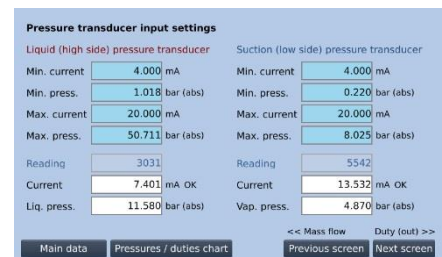 Pressure transducer input settings
Liquid (high side) pressure transducer Suction (low side) pressure transducer
Min. current 4.000 mA Min. current 4.000 mA
Min. press. 1.018 bar (abs) Min. press. 0.220 bar (abs)
Max. current 20.000 mA Max. current 20.000 mA
Max. press. 50.711 bar (abs) Max. press. 8.025 bar (abs)
Reading 3031 Reading 5542
Current 7.401 mA OK Current 13.532 mA OK
Liq. press. 11.580 bar (abs) Vap. press. 4.870 bar (abs)
<< Mass flow Duty (out) >>
Main data Pressures / duties chart Previous screen Next screen